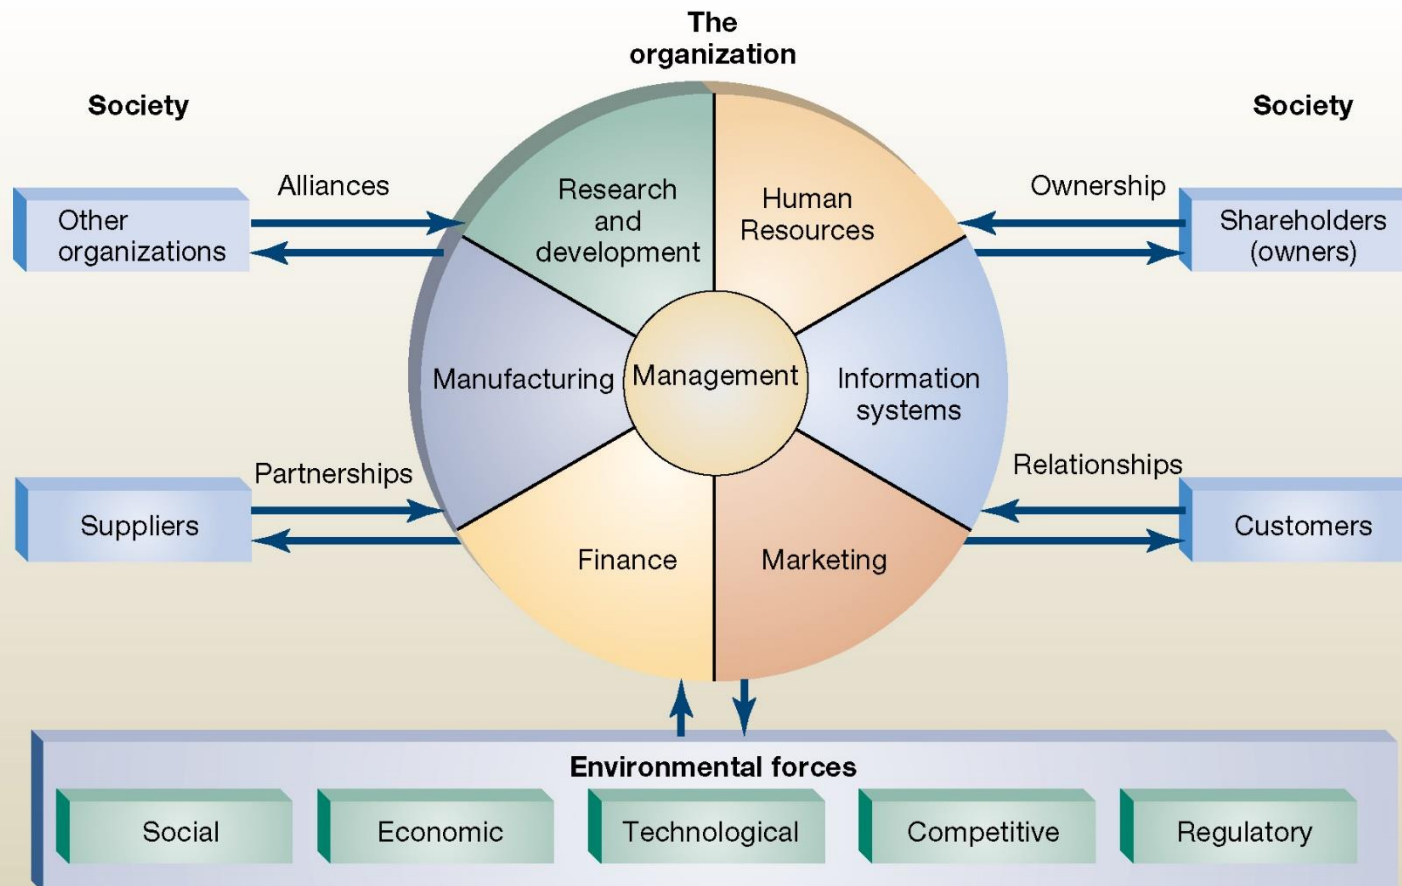 The
organization
Society
Society
Alliances
Ownership
Other
organizations
Research
and
development
Human
Resources
Shareholders
(owners)
Manufacturing
Management
Information
systems
Partnerships
Relationships
Suppliers
Finance
Marketing
Customers
Environmental forces
Social
Economic
Technological
Competitive
Regulatory